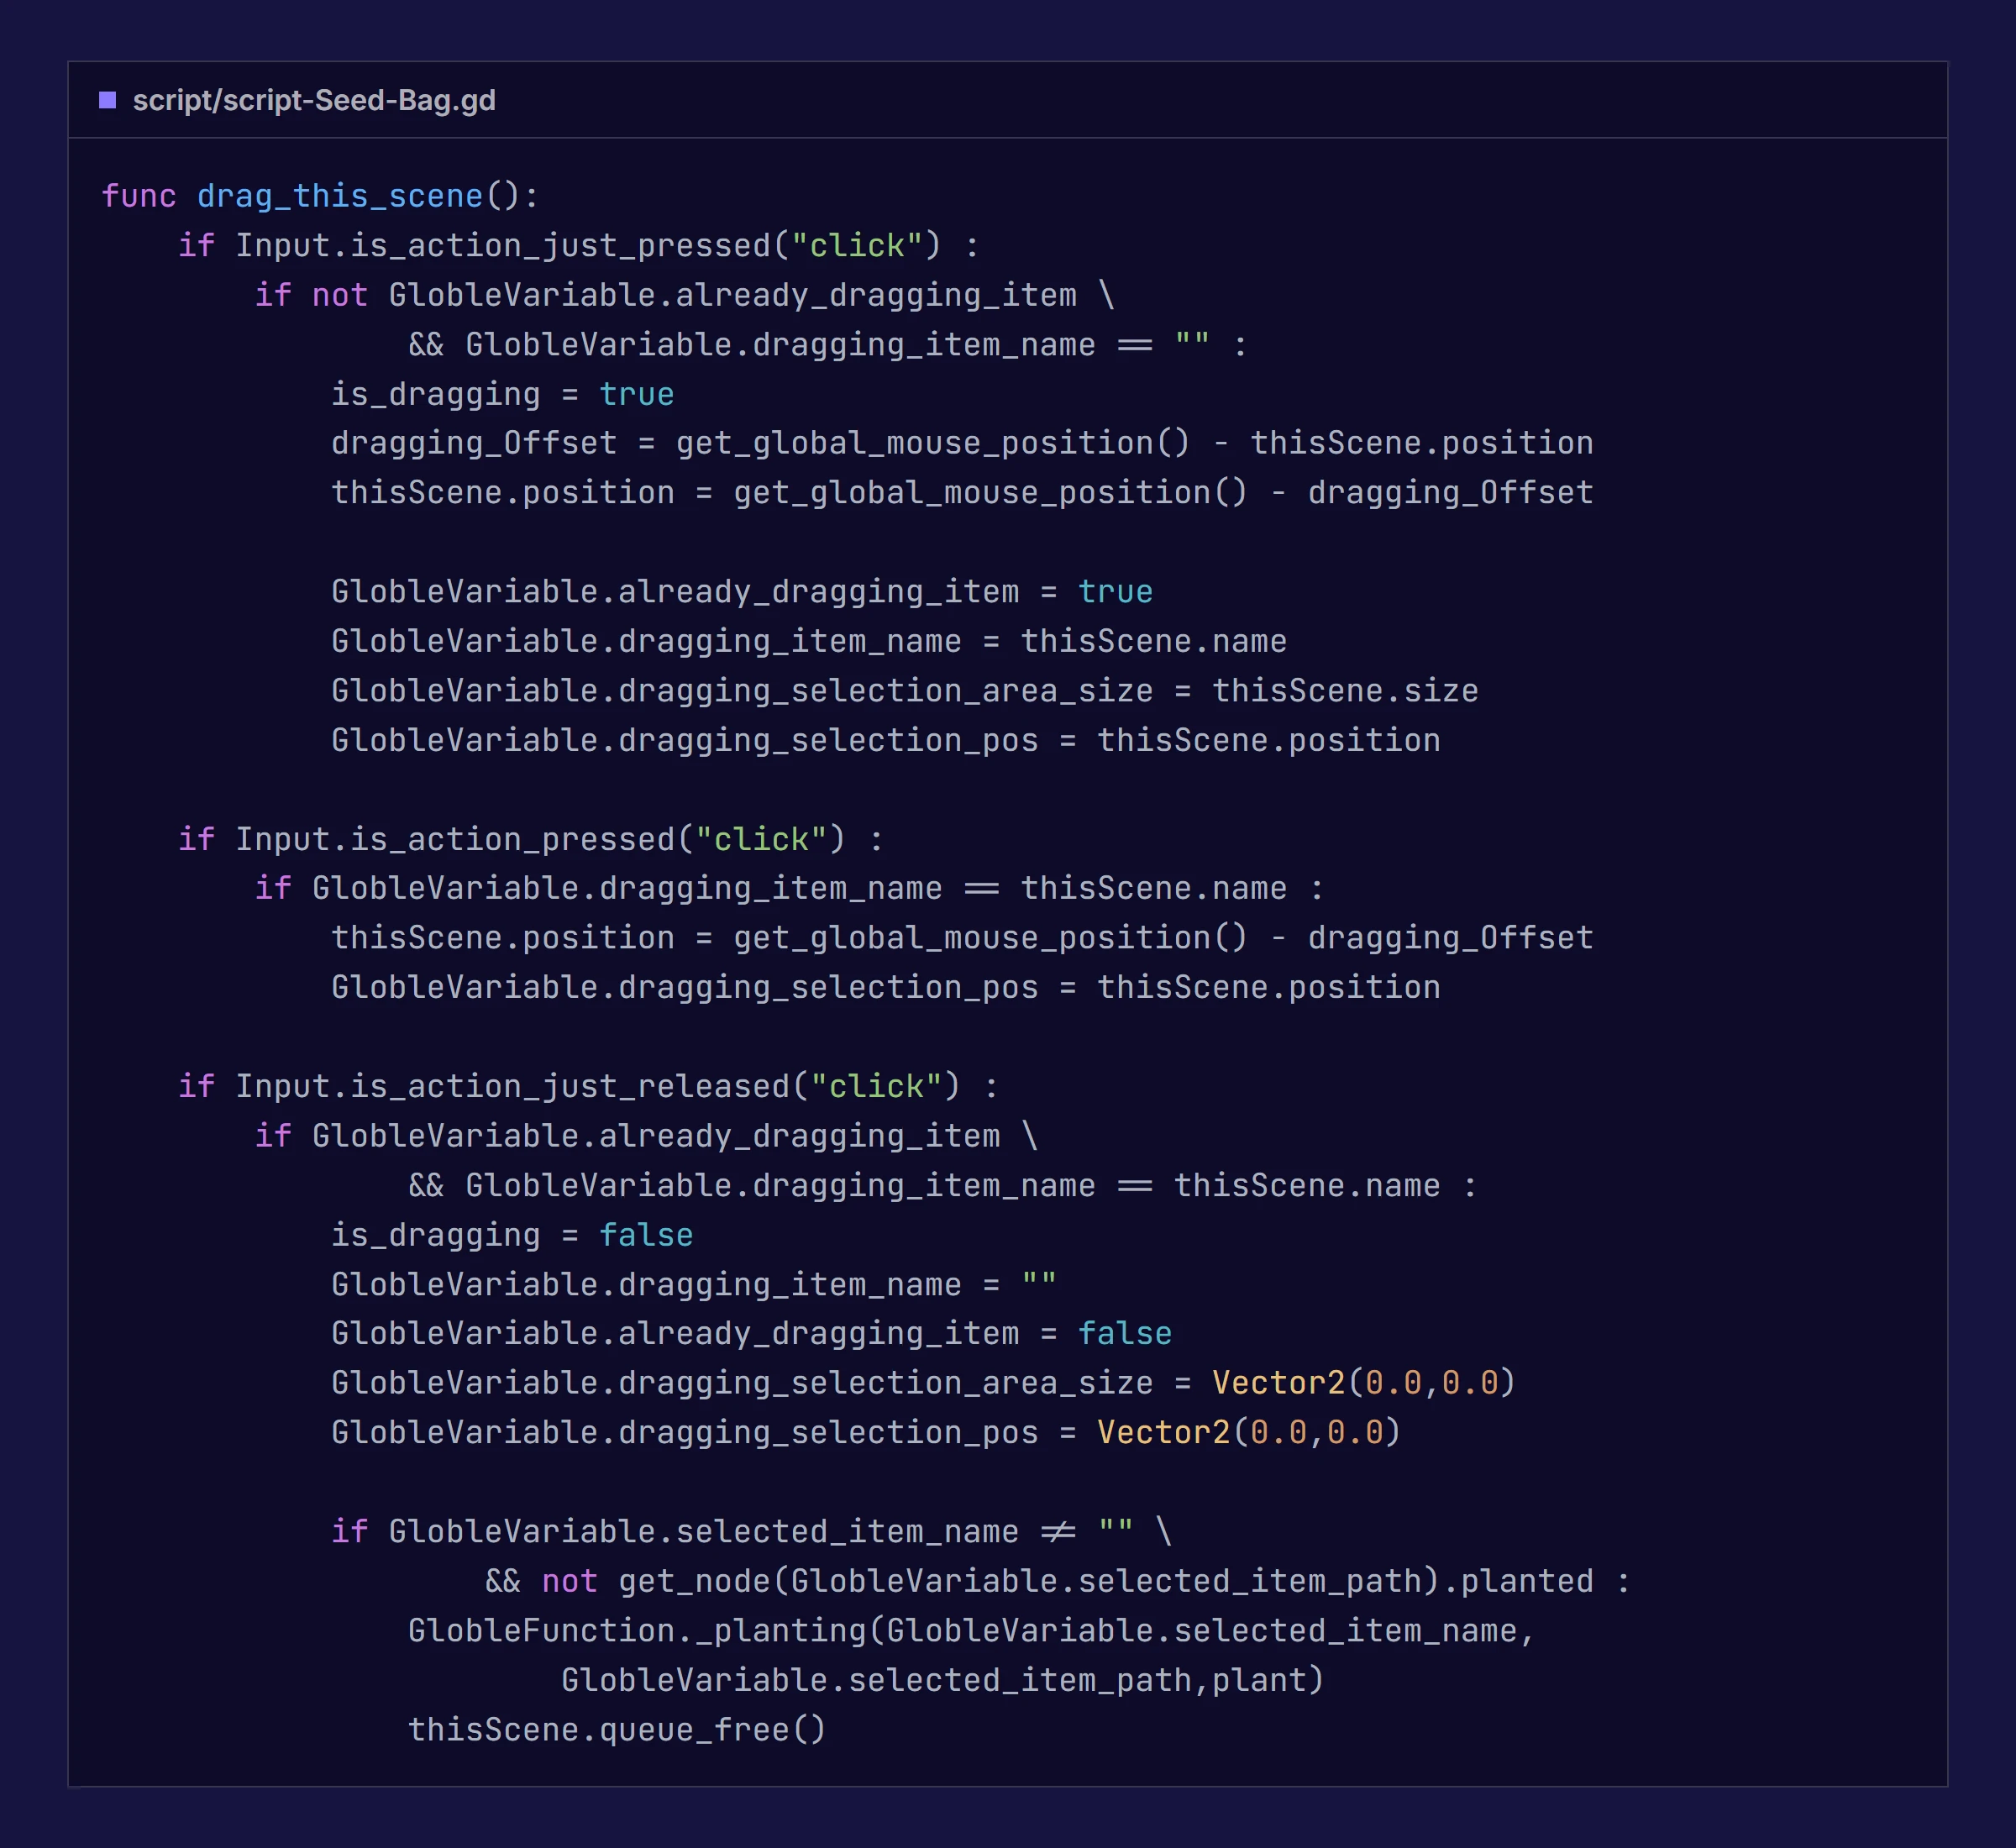 script/script-Seed-Bag.gd
func drag_this_scene():
    if Input.is_action_just_pressed("click") :
        if not GlobleVariable.already_dragging_item \
                && GlobleVariable.dragging_item_name == "" :
            is_dragging = true
            dragging_Offset = get_global_mouse_position() - thisScene.position
            thisScene.position = get_global_mouse_position() - dragging_Offset

            GlobleVariable.already_dragging_item = true
            GlobleVariable.dragging_item_name = thisScene.name
            GlobleVariable.dragging_selection_area_size = thisScene.size
            GlobleVariable.dragging_selection_pos = thisScene.position

    if Input.is_action_pressed("click") :
        if GlobleVariable.dragging_item_name == thisScene.name :
            thisScene.position = get_global_mouse_position() - dragging_Offset
            GlobleVariable.dragging_selection_pos = thisScene.position

    if Input.is_action_just_released("click") :
        if GlobleVariable.already_dragging_item \
                && GlobleVariable.dragging_item_name == thisScene.name :
            is_dragging = false
            GlobleVariable.dragging_item_name = ""
            GlobleVariable.already_dragging_item = false
            GlobleVariable.dragging_selection_area_size = Vector2(0.0,0.0)
            GlobleVariable.dragging_selection_pos = Vector2(0.0,0.0)

            if GlobleVariable.selected_item_name != "" \
                    && not get_node(GlobleVariable.selected_item_path).planted :
                GlobleFunction._planting(GlobleVariable.selected_item_name,
                        GlobleVariable.selected_item_path,plant)
                thisScene.queue_free()